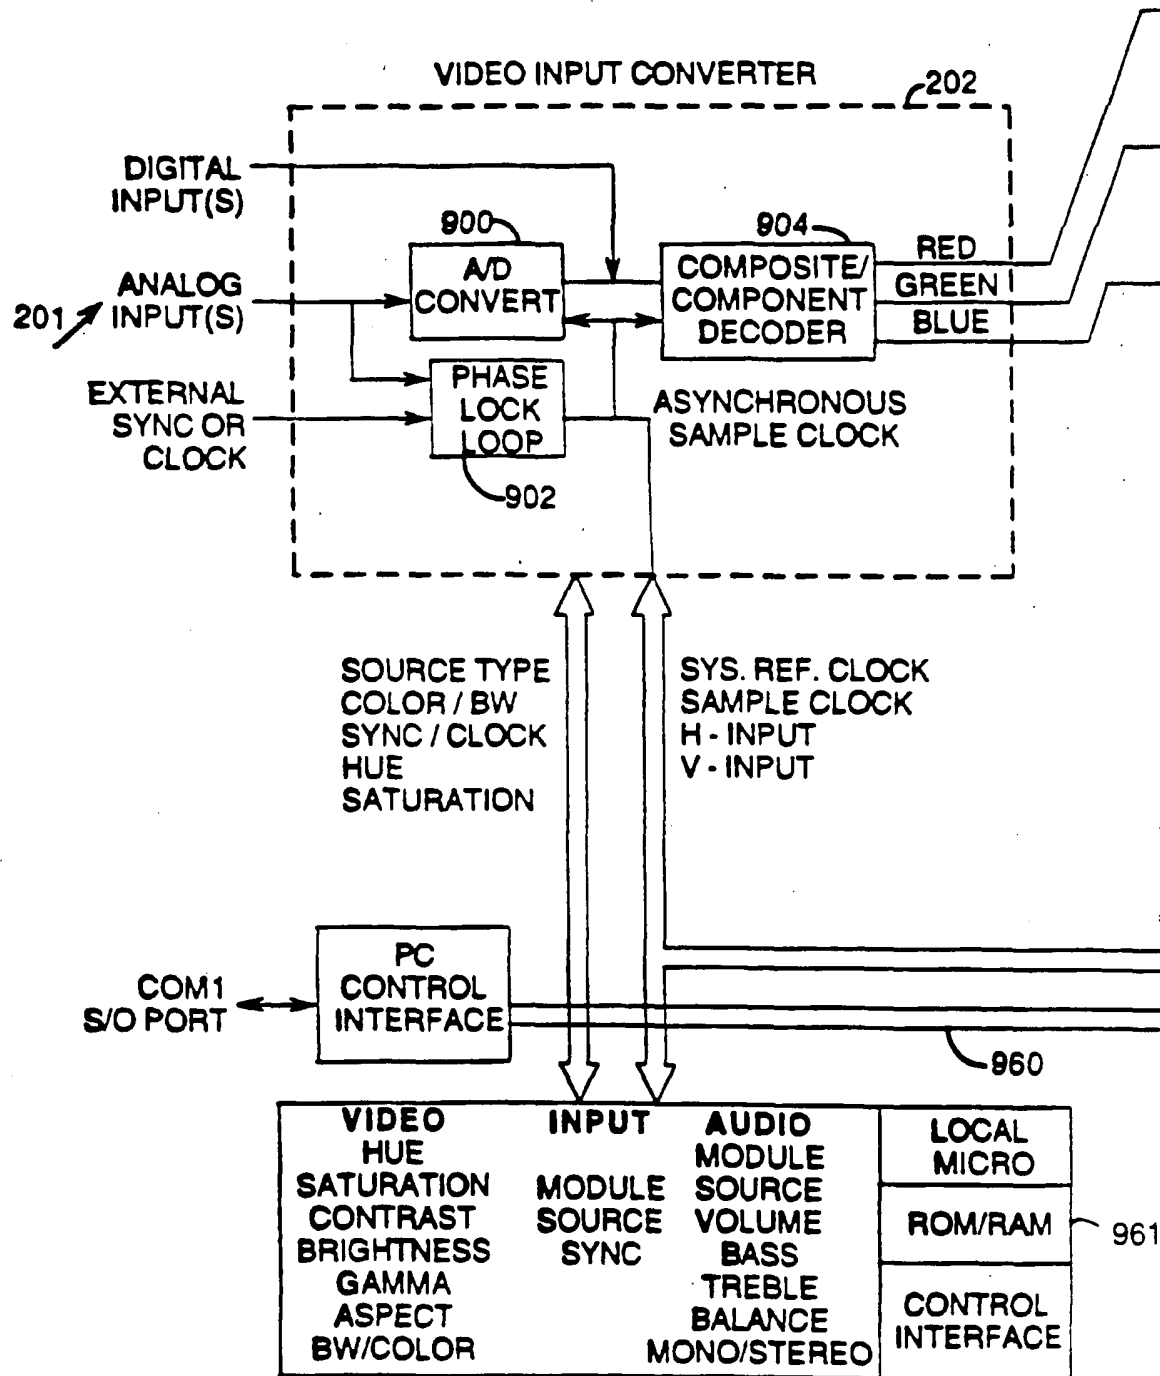 VIDEO INPUT CONVERTER
202
DIGITAL
INPUT(S)
900
A/D
CONVERT
904
COMPOSITE/
COMPONENT
DECODER
RED
GREEN
BLUE
201
ANALOG
INPUT(S)
EXTERNAL
SYNC OR
CLOCK
PHASE
LOCK
LOOP
902
ASYNCHRONOUS
SAMPLE CLOCK
SOURCE TYPE
COLOR / BW
SYNC / CLOCK
HUE
SATURATION
SYS. REF. CLOCK
SAMPLE CLOCK
H - INPUT
V - INPUT
COM1
S/O PORT
PC
CONTROL
INTERFACE
960
VIDEO
HUE
SATURATION
CONTRAST
BRIGHTNESS
GAMMA
ASPECT
BW/COLOR
INPUT
MODULE
SOURCE
SYNC
AUDIO
MODULE
SOURCE
VOLUME
BASS
TREBLE
BALANCE
MONO/STEREO
LOCAL
MICRO
ROM/RAM
CONTROL
INTERFACE
961